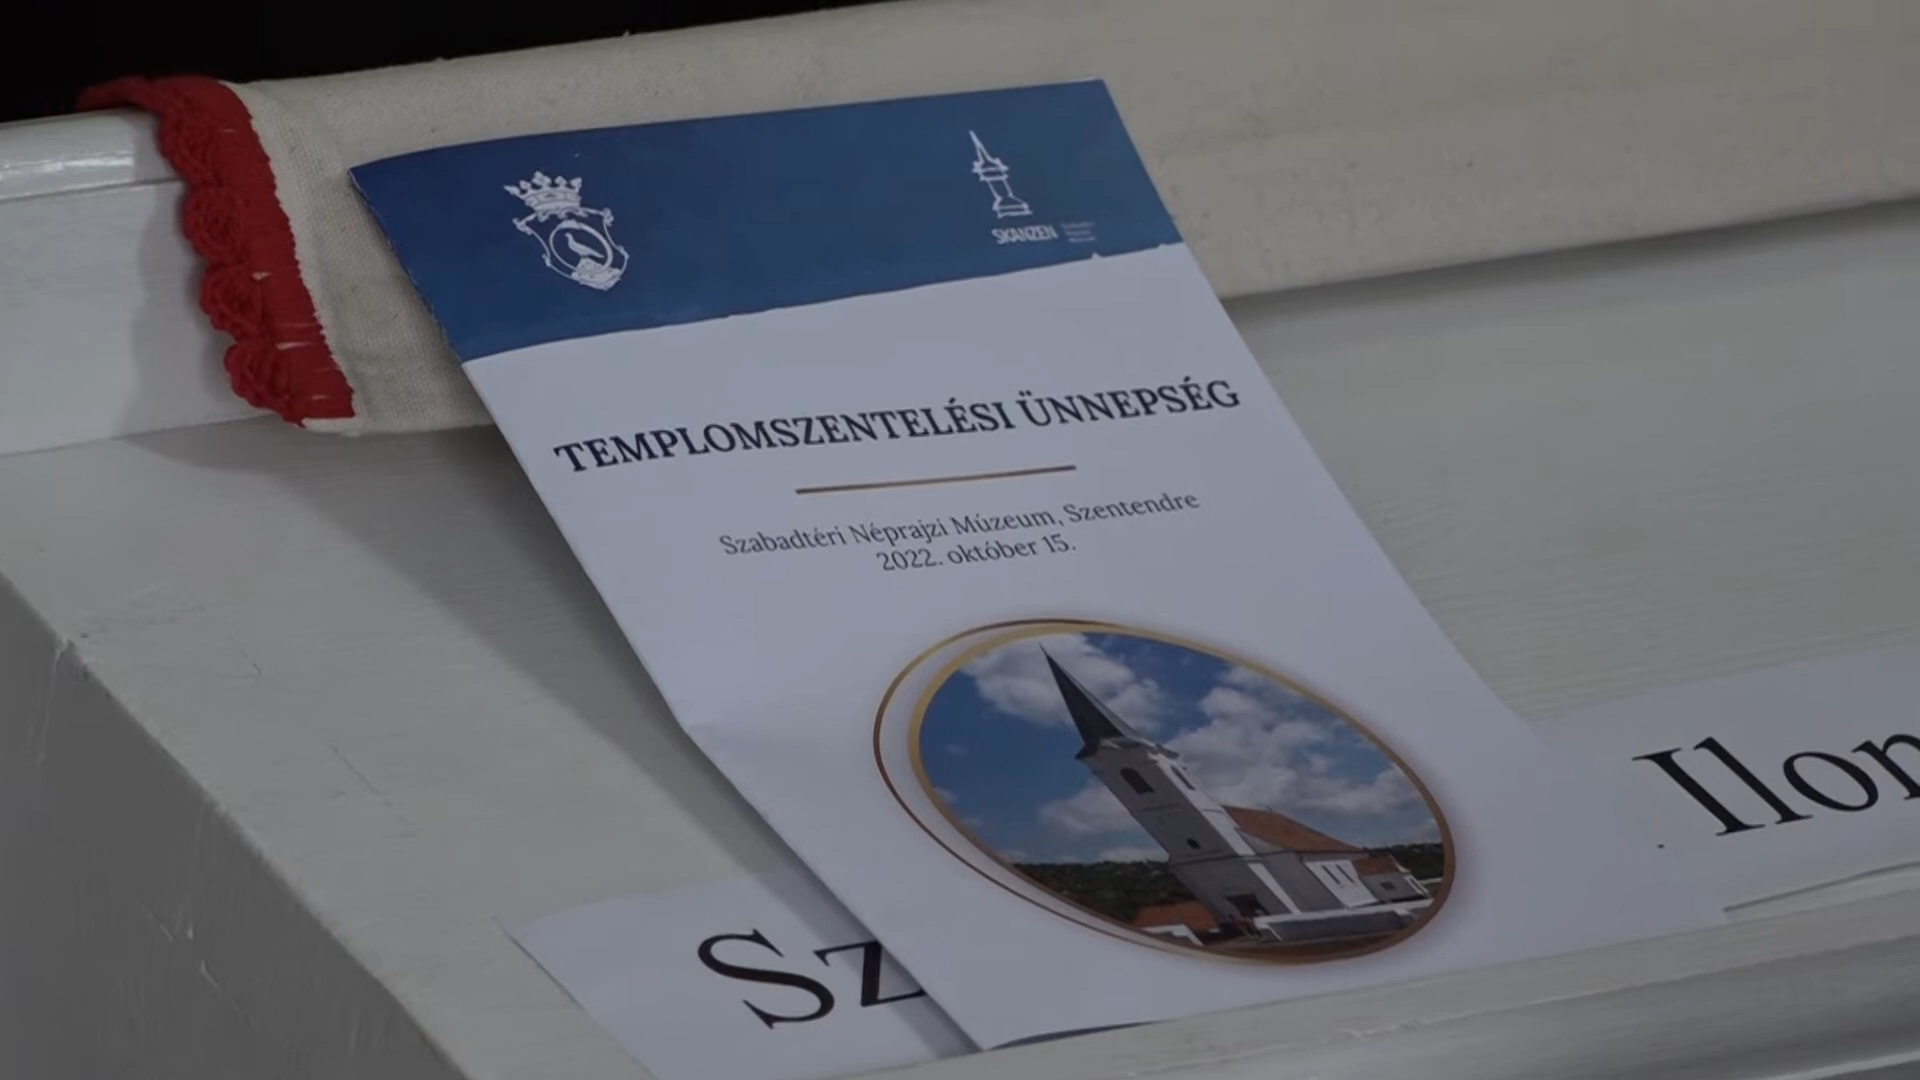 SKANZEN
TEMPLOMSZENTELÉSI ÜNNEPSÉG
Szabadtéri Néprajzi Múzeum, Szentendre
2022. október 15.
Sz
Ilon